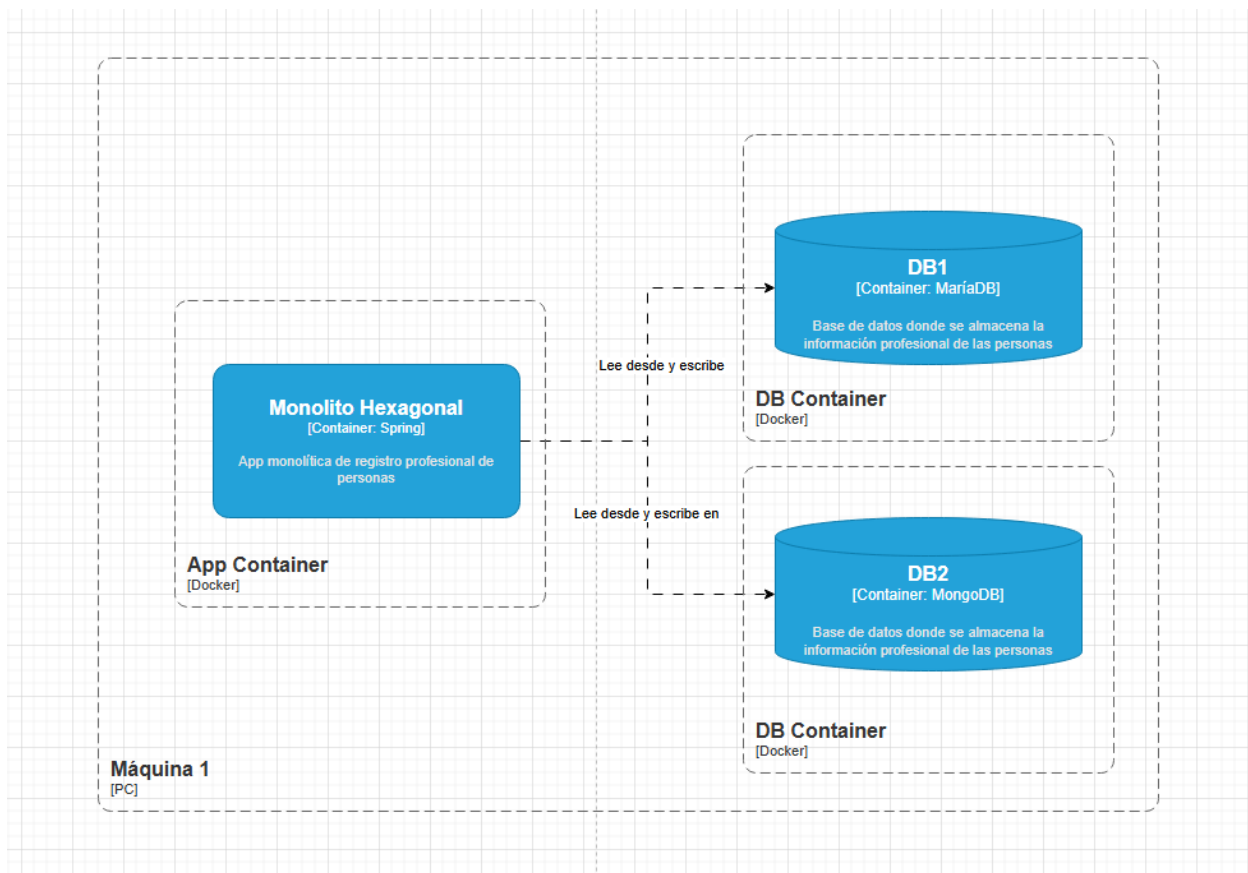 DB1
[Container: MaríaDB]
Base de datos donde se almacena la
información profesional de las personas
DB Container
[Docker]
Lee desde y escribe
Monolito Hexagonal
[Container: Spring]
App monolítica de registro profesional de
personas
App Container
[Docker]
Lee desde y escribe en
DB2
[Container: MongoDB]
Base de datos donde se almacena la
información profesional de las personas
DB Container
[Docker]
Máquina 1
[PC]